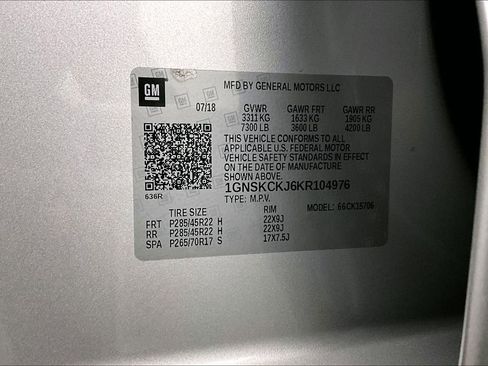 GM
MFD BY GENERAL MOTORS LLC
07/18 GVWR GAWR FRT GAWR RR
3311 KG 1633 KG 1905 KG
7300 LB 3600 LB 4200 LB
THIS VEHICLE CONFORMS TO ALL
APPLICABLE U.S. FEDERAL MOTOR
VEHICLE SAFETY STANDARDS IN EFFECT
ON THE DATE OF MANUFACTURE
SHOWN ABOVE.
1GNSKCKJ6KR104976
636R TYPE: M.P.V.
MODEL: 66CK15706
TIRE SIZE RIM
FRT P285/45R22 H 22X9J
RR P285/45R22 H 22X9J
SPA P265/70R17 S 17X7.5J